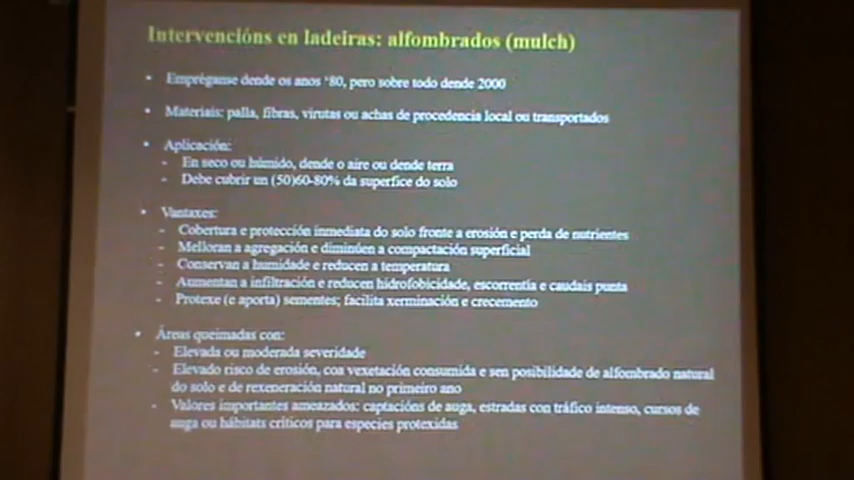 Intervencións en ladeiras: alfombrados (mulch)
• Empréganse dende os anos ‘80, pero sobre todo dende 2000
• Materiais: palla, fibras, virutas ou achas de procedencia local ou transportados
• Aplicación:
- En seco ou húmido, dende o aire ou dende terra
- Debe cubrir un (50)60-80% da superfice do solo
• Vantaxes:
- Cobertura e protección inmediata do solo fronte a erosión e perda de nutrientes
- Melloran a agregación e diminúen a compactación superficial
- Conservan a humidade e reducen a temperatura
- Aumentan a infiltración e reducen hidrofobicidade, escorrentía e caudais punta
- Protexe (e aporta) sementes; facilita xerminación e crecemento
• Áreas queimadas con:
- Elevada ou moderada severidade
- Elevado risco de erosión, coa vexetación consumida e sen posibilidade de alfombrado natural
do solo e de rexeneración natural no primeiro ano
- Valores importantes ameazados: captacións de auga, estradas con tráfico intenso, cursos de
auga ou hábitats críticos para especies protexidas